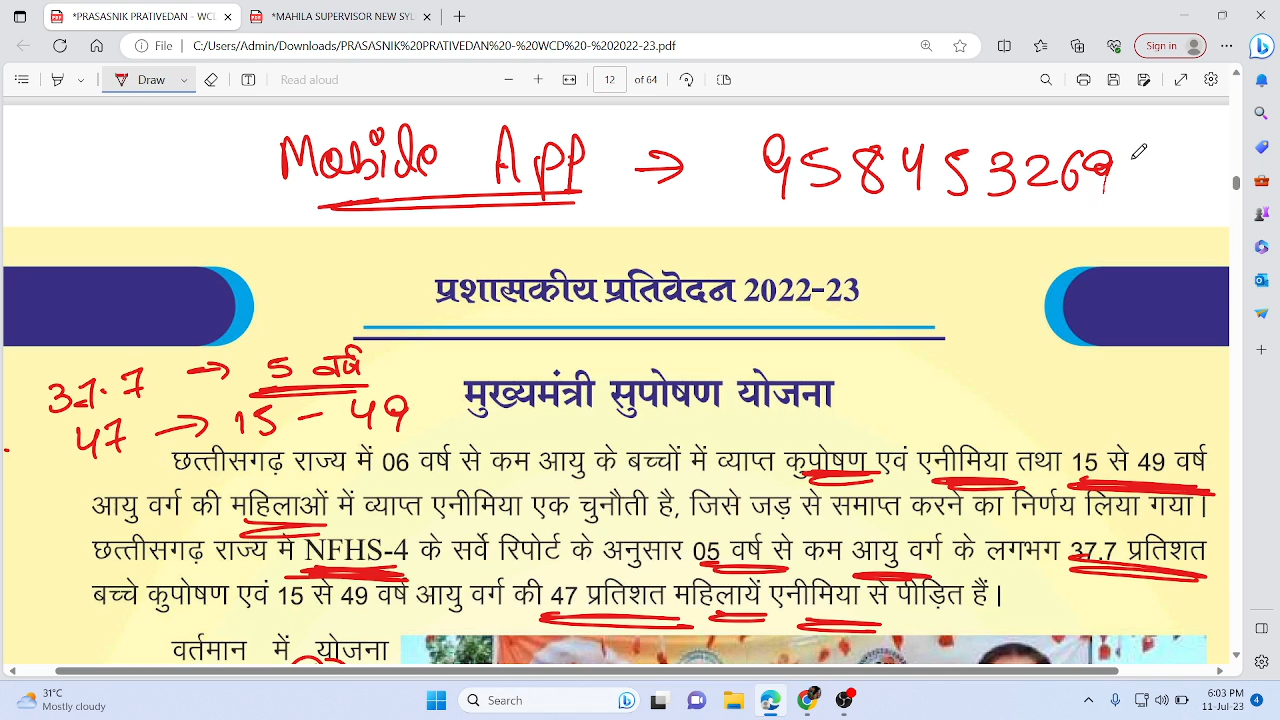 *PRASASNIK PRATIVEDAN - WCD
*MAHILA SUPERVISOR NEW SYL
File C:/Users/Admin/Downloads/PRASASNIK%20PRATIVEDAN%20-%20WCD%20-%202022-23.pdf Sign in
Draw Read aloud 12 of 64
Mobile App → 958453269
प्रशासकीय प्रतिवेदन 2022-23
37.7 → 5 वर्ष
47 → 15 - 49
मुख्यमंत्री सुपोषण योजना
छत्तीसगढ़ राज्य में 06 वर्ष से कम आयु के बच्चों में व्याप्त कुपोषण एवं एनीमिया तथा 15 से 49 वर्ष
आयु वर्ग की महिलाओं में व्याप्त एनीमिया एक चुनौती है, जिसे जड़ से समाप्त करने का निर्णय लिया गया।
छत्तीसगढ़ राज्य में NFHS-4 के सर्वे रिपोर्ट के अनुसार 05 वर्ष से कम आयु वर्ग के लगभग 37.7 प्रतिशत
बच्चे कुपोषण एवं 15 से 49 वर्ष आयु वर्ग की 47 प्रतिशत महिलायें एनीमिया से पीड़ित हैं।
वर्तमान में योजना
31°C
Mostly cloudy
Search
6:03 PM
11-Jul-23
4